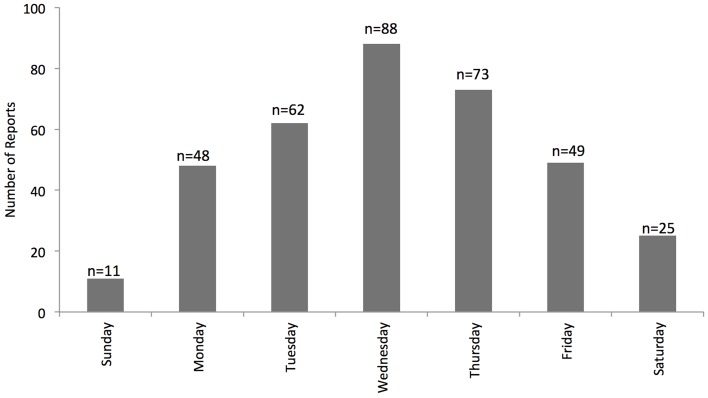 Number of Reports
100
80
60
40
20
0
n=11
n=48
n=62
n=88
n=73
n=49
n=25
Sunday
Monday
Tuesday
Wednesday
Thursday
Friday
Saturday